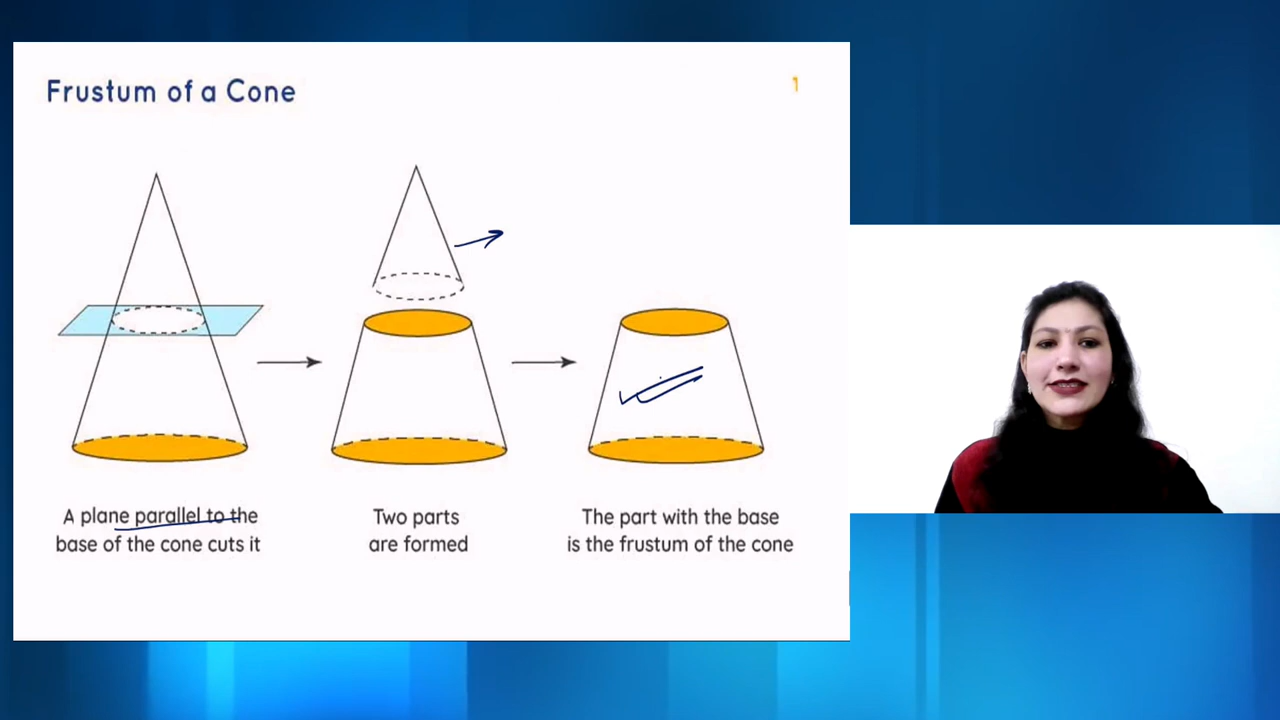 Frustum of a Cone
1
A plane parallel to the
base of the cone cuts it
Two parts
are formed
The part with the base
is the frustum of the cone